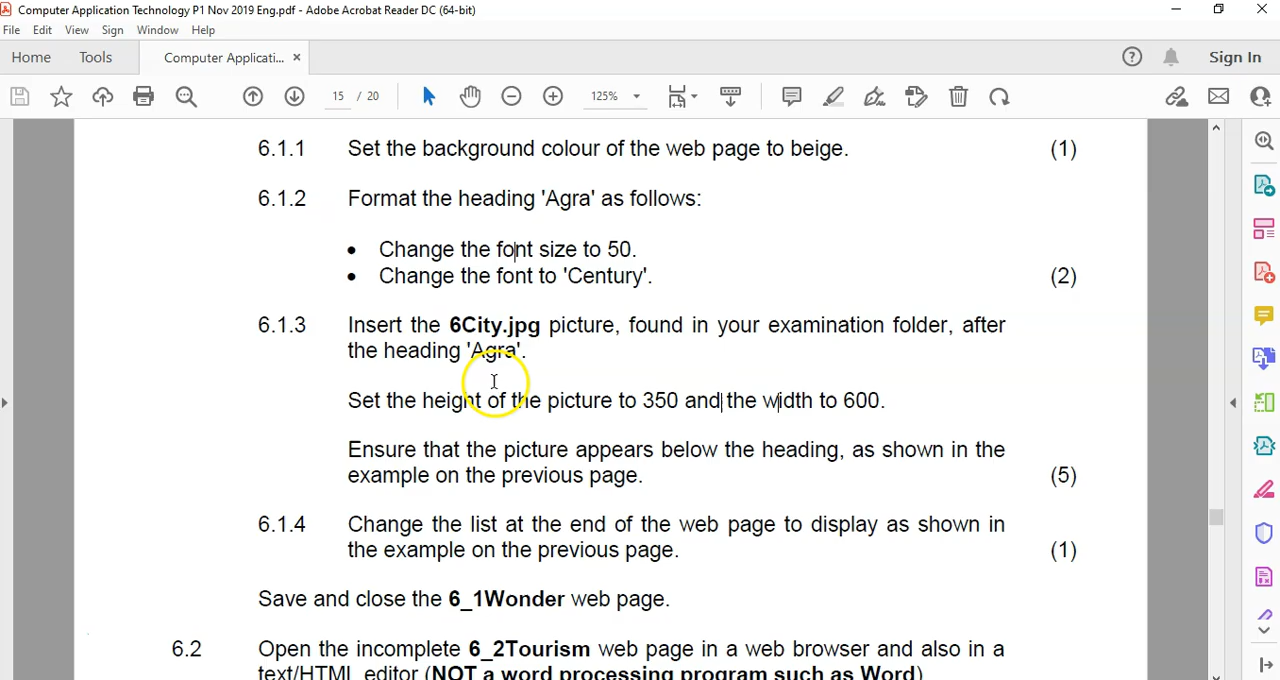 Computer Application Technology P1 Nov 2019 Eng.pdf - Adobe Acrobat Reader DC (64-bit)
File Edit View Sign Window Help
Home Tools Computer Applicati... × Sign In
15 / 20 125%
6.1.1 Set the background colour of the web page to beige. (1)
6.1.2 Format the heading 'Agra' as follows:
• Change the font size to 50.
• Change the font to 'Century'. (2)
6.1.3 Insert the 6City.jpg picture, found in your examination folder, after
the heading 'Agra'.
Set the height of the picture to 350 and the width to 600.
Ensure that the picture appears below the heading, as shown in the
example on the previous page. (5)
6.1.4 Change the list at the end of the web page to display as shown in
the example on the previous page. (1)
Save and close the 6_1Wonder web page.
6.2 Open the incomplete 6_2Tourism web page in a web browser and also in a
text/HTML editor (NOT a word processing program such as Word)